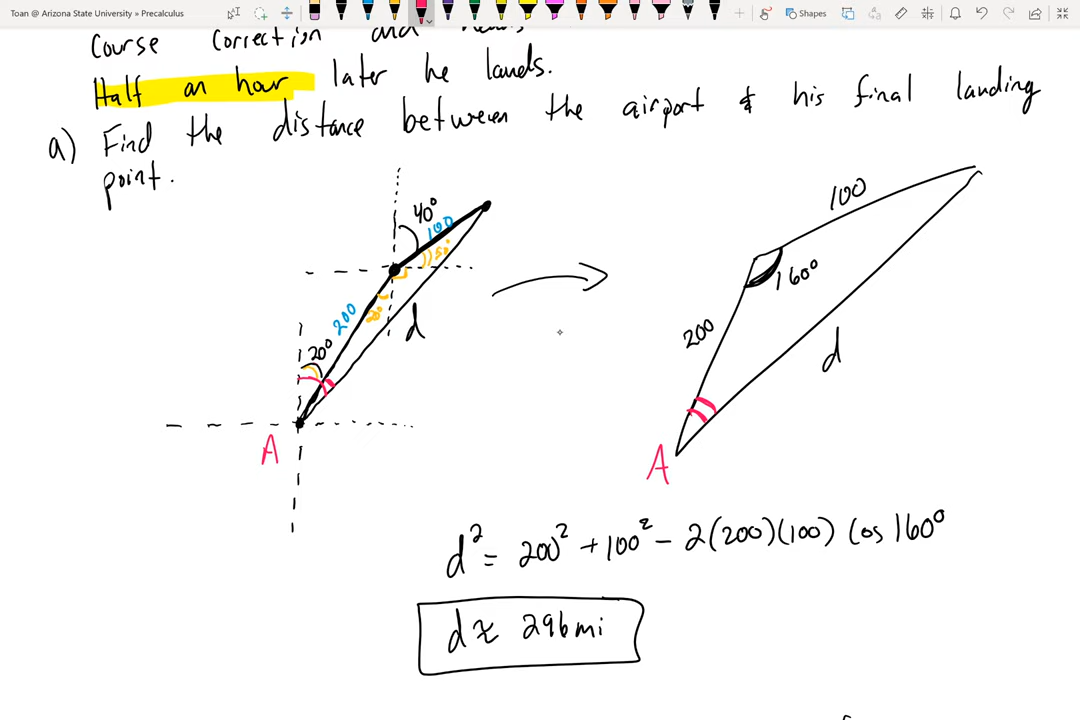 Toan @ Arizona State University » Precalculus
Shapes
Course correction and
Half an hour later he lands.
a) Find the distance between the airport & his final landing
point.
40°
100
50°
100
160°
200
20°
d
200
d
A
A
d² = 200² + 100² - 2(200)(100) cos 160°
d ≈ 296 mi